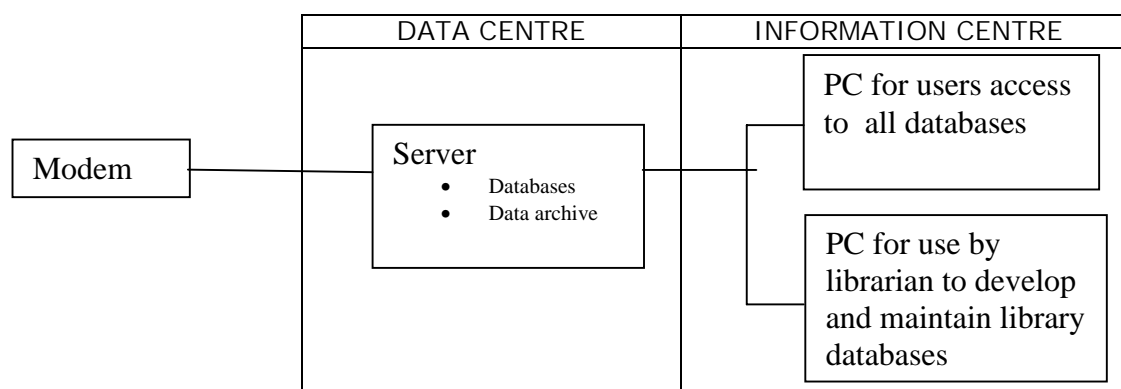 DATA CENTRE
INFORMATION CENTRE
Modem
Server
• Databases
• Data archive
PC for users access
to all databases
PC for use by
librarian to develop
and maintain library
databases